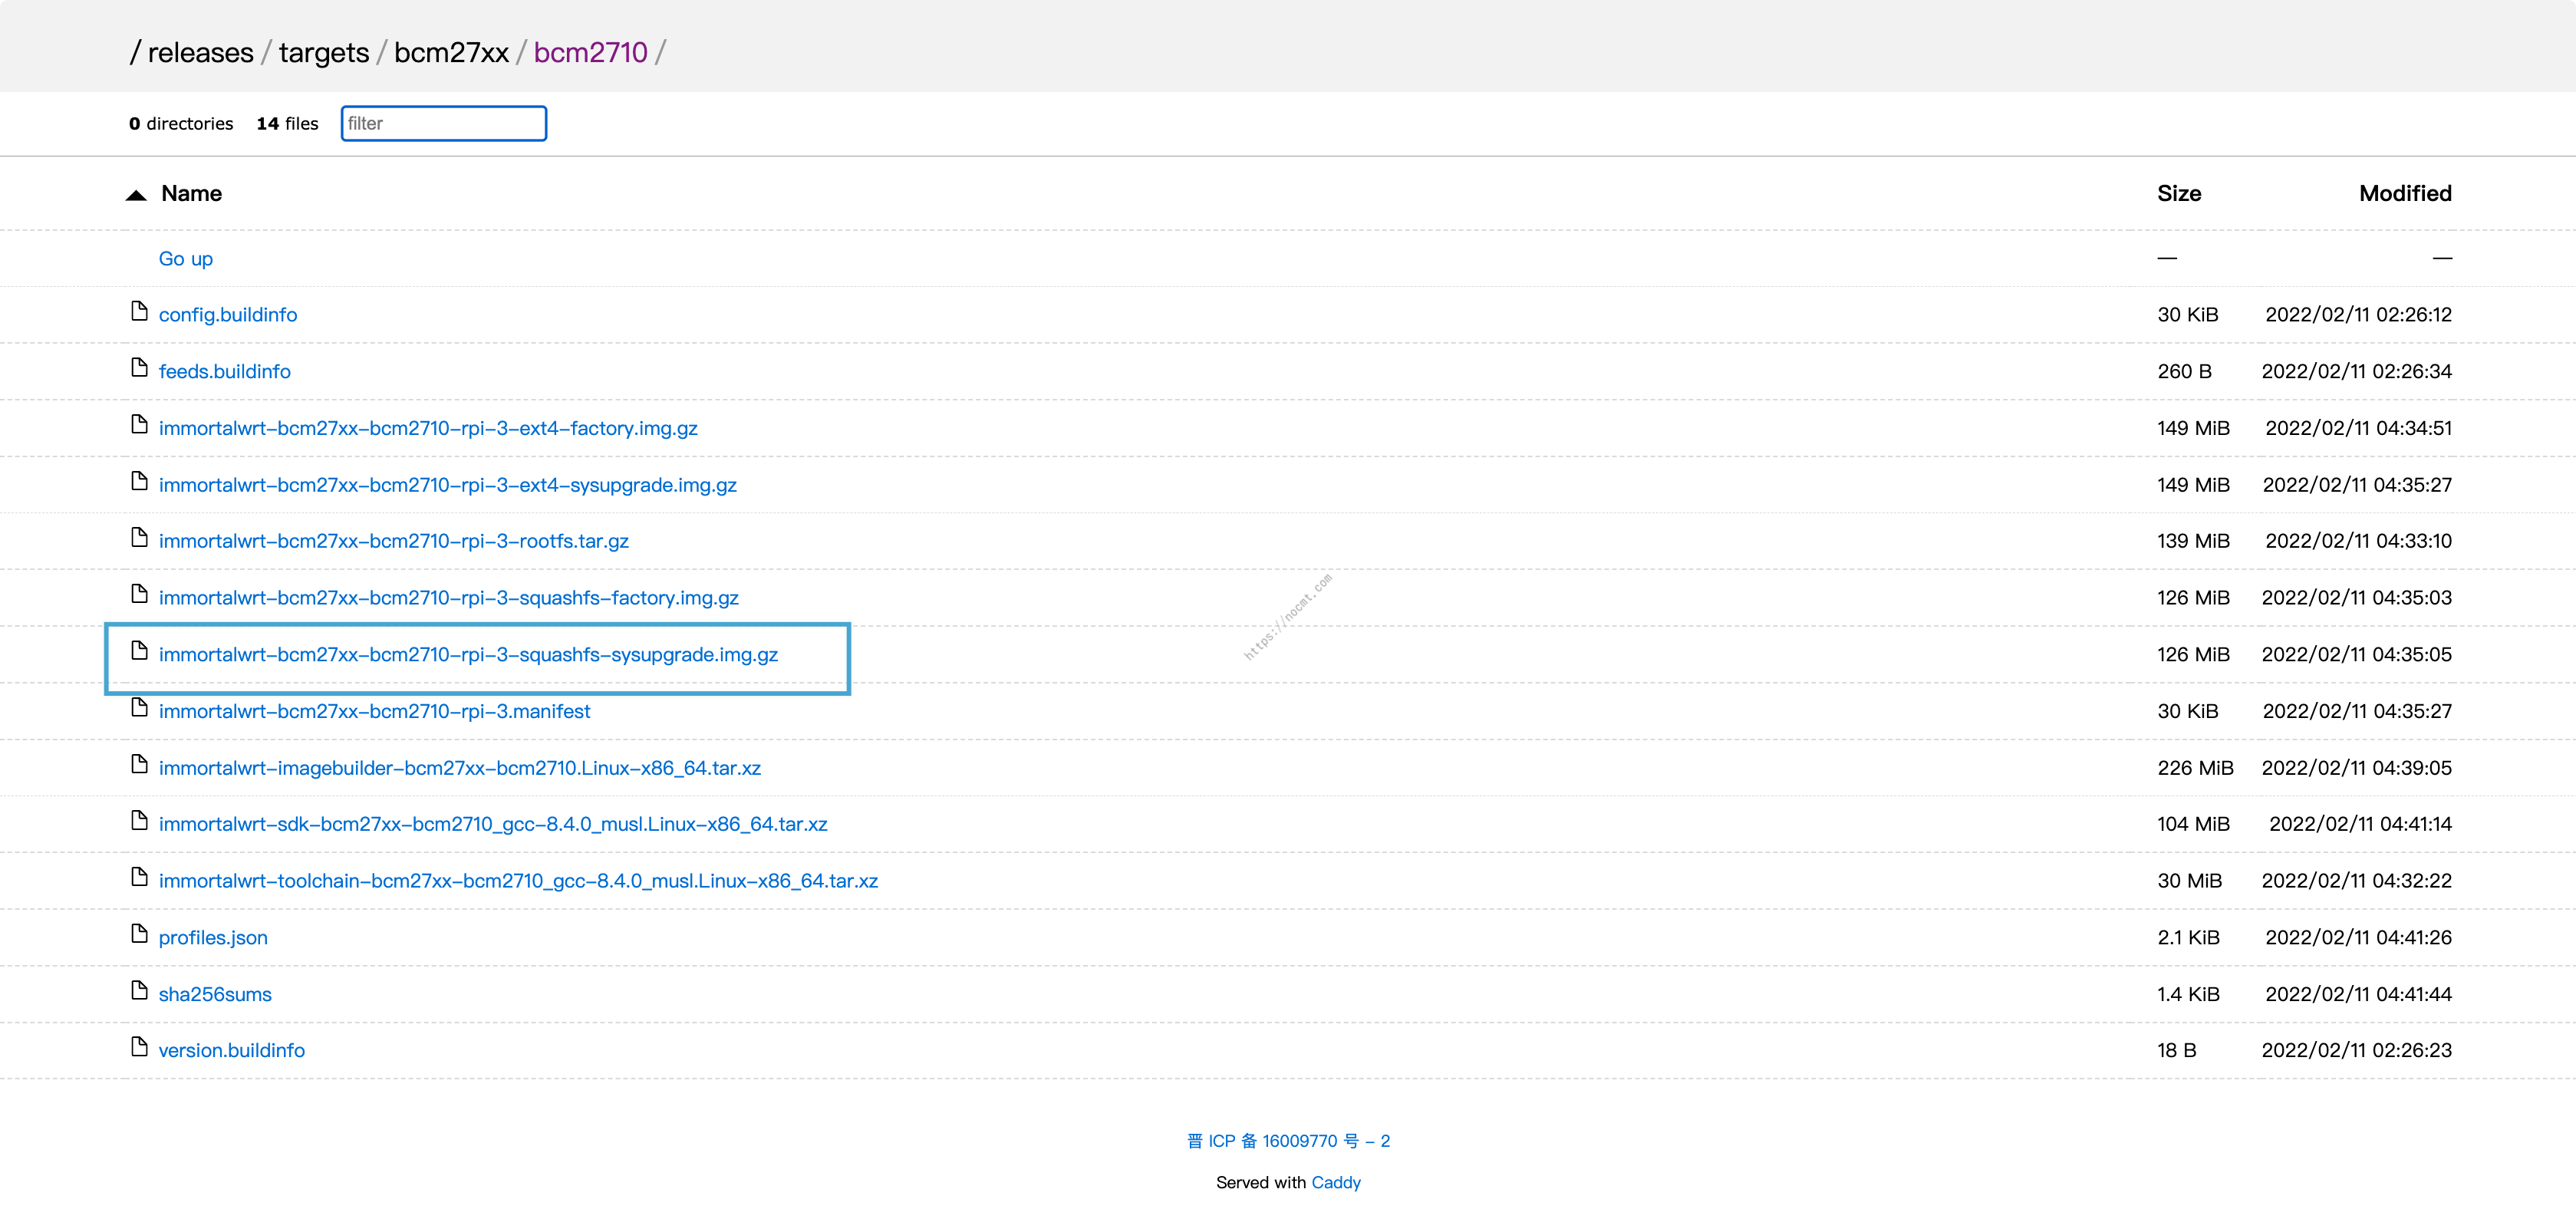 / releases / targets / bcm27xx / bcm2710 /
0 directories 14 files filter
Name Size Modified
Go up — —
config.buildinfo 30 KiB 2022/02/11 02:26:12
feeds.buildinfo 260 B 2022/02/11 02:26:34
immortalwrt-bcm27xx-bcm2710-rpi-3-ext4-factory.img.gz 149 MiB 2022/02/11 04:34:51
immortalwrt-bcm27xx-bcm2710-rpi-3-ext4-sysupgrade.img.gz 149 MiB 2022/02/11 04:35:27
immortalwrt-bcm27xx-bcm2710-rpi-3-rootfs.tar.gz 139 MiB 2022/02/11 04:33:10
immortalwrt-bcm27xx-bcm2710-rpi-3-squashfs-factory.img.gz 126 MiB 2022/02/11 04:35:03
https://nocmt.com
immortalwrt-bcm27xx-bcm2710-rpi-3-squashfs-sysupgrade.img.gz 126 MiB 2022/02/11 04:35:05
immortalwrt-bcm27xx-bcm2710-rpi-3.manifest 30 KiB 2022/02/11 04:35:27
immortalwrt-imagebuilder-bcm27xx-bcm2710.Linux-x86_64.tar.xz 226 MiB 2022/02/11 04:39:05
immortalwrt-sdk-bcm27xx-bcm2710_gcc-8.4.0_musl.Linux-x86_64.tar.xz 104 MiB 2022/02/11 04:41:14
immortalwrt-toolchain-bcm27xx-bcm2710_gcc-8.4.0_musl.Linux-x86_64.tar.xz 30 MiB 2022/02/11 04:32:22
profiles.json 2.1 KiB 2022/02/11 04:41:26
sha256sums 1.4 KiB 2022/02/11 04:41:44
version.buildinfo 18 B 2022/02/11 02:26:23
晋 ICP 备 16009770 号 - 2
Served with Caddy